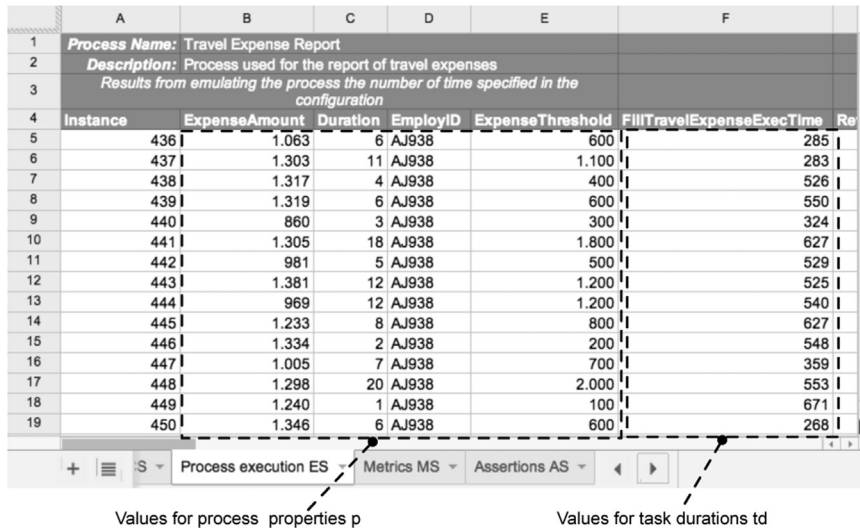 A B C D E F
1 Process Name: Travel Expense Report
2 Description: Process used for the report of travel expenses
3 Results from emulating the process the number of time specified in the
configuration
4 Instance ExpenseAmount Duration EmployID ExpenseThreshold FillTravelExpenseExecTime Re
5 436 1.063 6 AJ938 600 285
6 437 1.303 11 AJ938 1.100 283
7 438 1.317 4 AJ938 400 526
8 439 1.319 6 AJ938 600 550
9 440 860 3 AJ938 300 324
10 441 1.305 18 AJ938 1.800 627
11 442 981 5 AJ938 500 529
12 443 1.381 12 AJ938 1.200 525
13 444 969 12 AJ938 1.200 540
14 445 1.233 8 AJ938 800 627
15 446 1.334 2 AJ938 200 548
16 447 1.005 7 AJ938 700 359
17 448 1.298 20 AJ938 2.000 553
18 449 1.240 1 AJ938 100 671
19 450 1.346 6 AJ938 600 268
+ S Process execution ES Metrics MS Assertions AS
Values for process properties p Values for task durations td